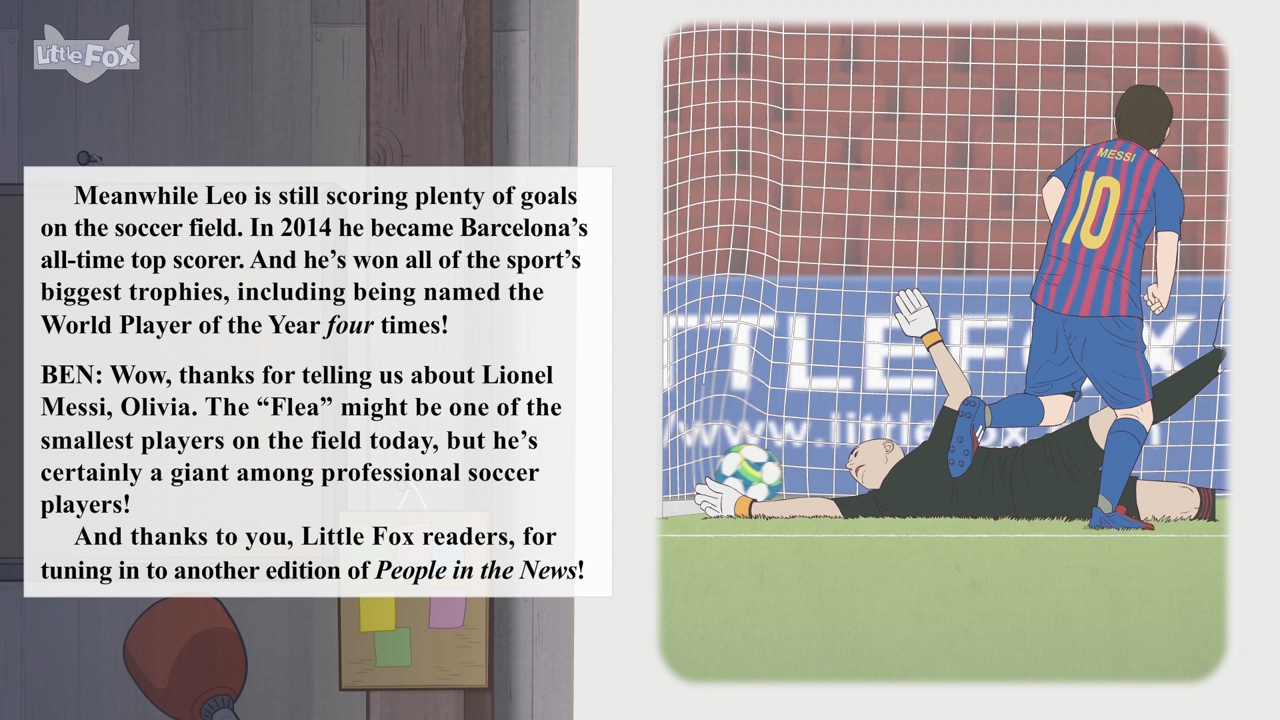 Little Fox
Meanwhile Leo is still scoring plenty of goals
on the soccer field. In 2014 he became Barcelona’s
all-time top scorer. And he’s won all of the sport’s
biggest trophies, including being named the
World Player of the Year four times!
BEN: Wow, thanks for telling us about Lionel
Messi, Olivia. The “Flea” might be one of the
smallest players on the field today, but he’s
certainly a giant among professional soccer
players!
And thanks to you, Little Fox readers, for
tuning in to another edition of People in the News!
MESSI
10
TTLEFOX
www.littlefox